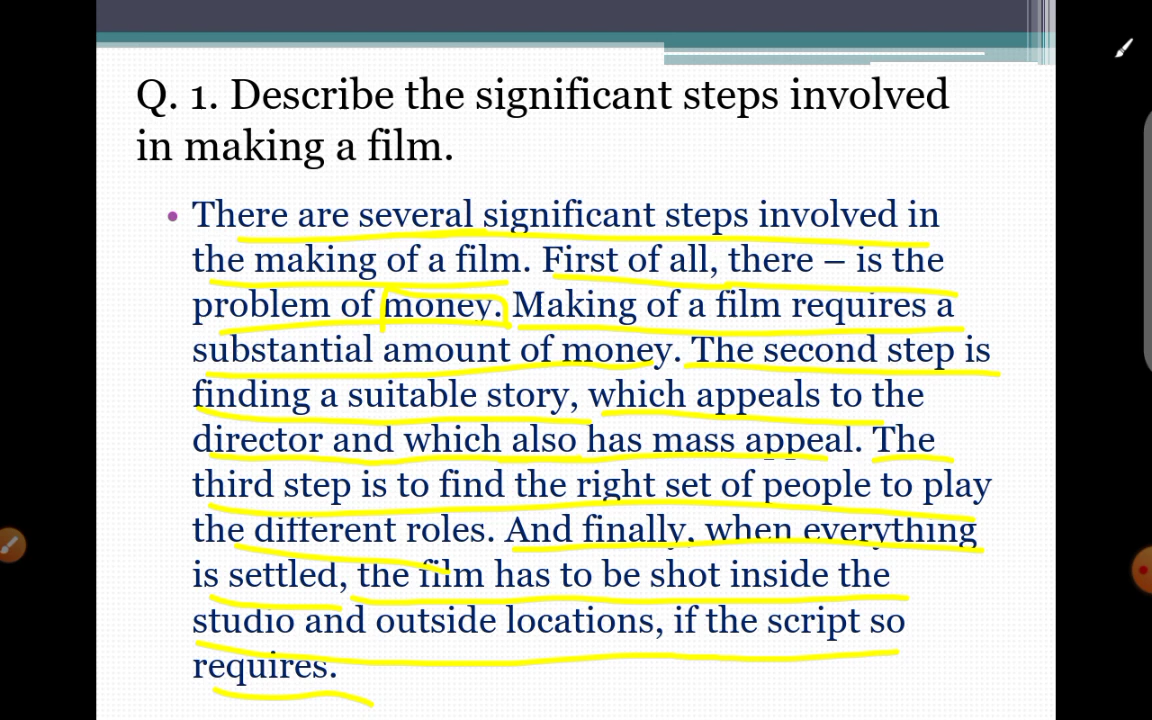 Q. 1. Describe the significant steps involved
in making a film.
• There are several significant steps involved in
the making of a film. First of all, there – is the
problem of money. Making of a film requires a
substantial amount of money. The second step is
finding a suitable story, which appeals to the
director and which also has mass appeal. The
third step is to find the right set of people to play
the different roles. And finally, when everything
is settled, the film has to be shot inside the
studio and outside locations, if the script so
requires.